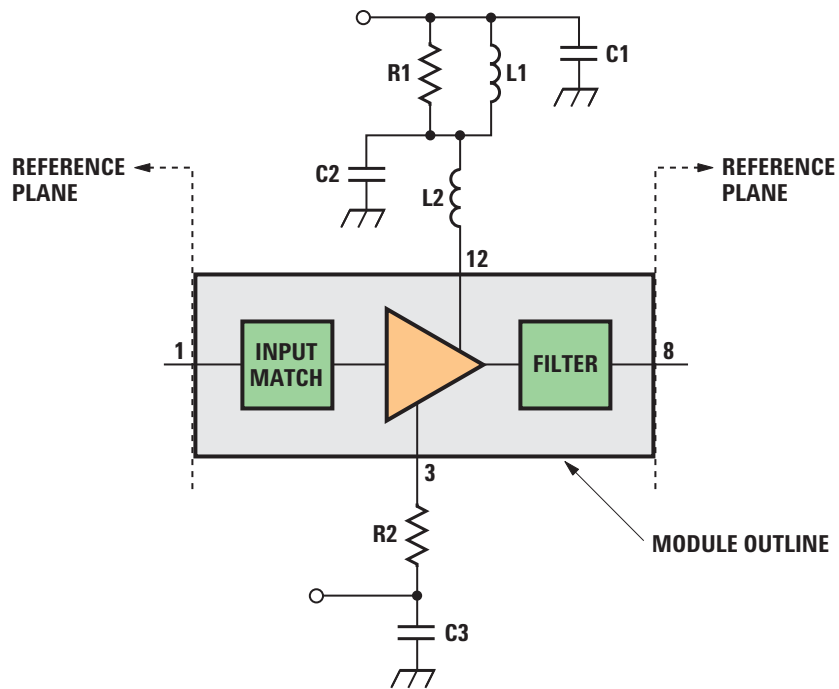 R1
L1
C1
REFERENCE
PLANE
C2
L2
REFERENCE
PLANE
12
1
INPUT
MATCH
FILTER
8
3
R2
MODULE OUTLINE
C3